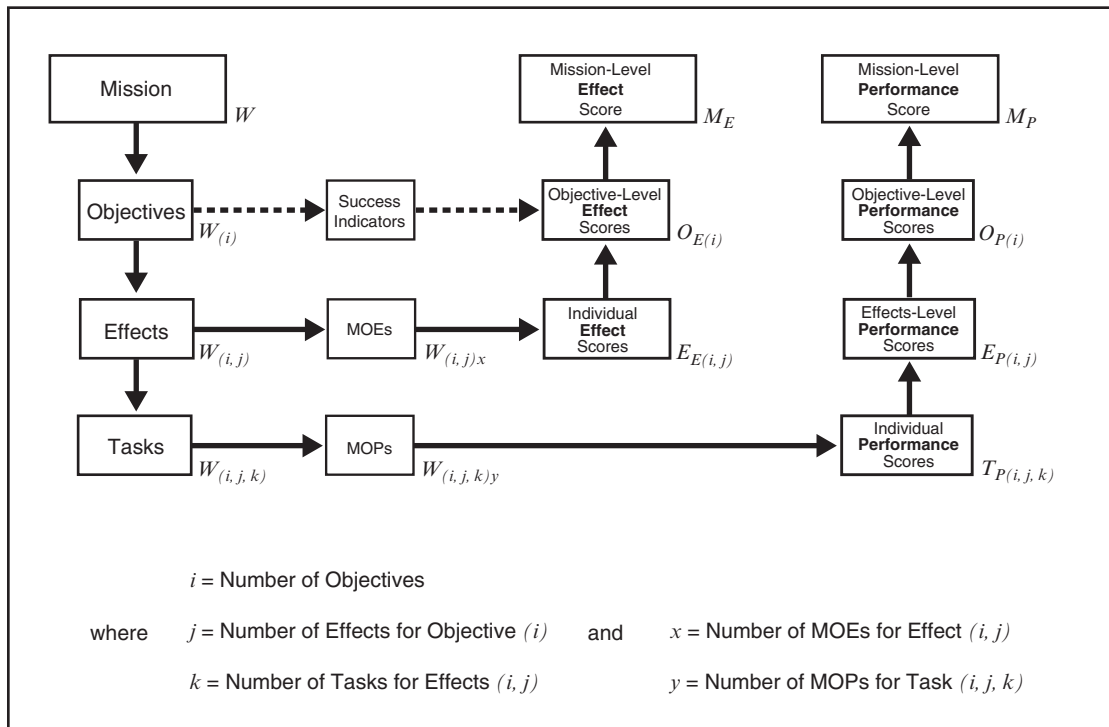 Mission
W
Mission-Level
Effect
Score
M_E
Mission-Level
Performance
Score
M_P
Objectives
W_(i)
Success
Indicators
Objective-Level
Effect
Scores
O_E(i)
Objective-Level
Performance
Scores
O_P(i)
Effects
W_(i, j)
MOEs
W_(i, j)x
Individual
Effect
Scores
E_E(i, j)
Effects-Level
Performance
Scores
E_P(i, j)
Tasks
W_(i, j, k)
MOPs
W_(i, j, k)y
Individual
Performance
Scores
T_P(i, j, k)
i = Number of Objectives
where j = Number of Effects for Objective (i) and x = Number of MOEs for Effect (i, j)
k = Number of Tasks for Effects (i, j) y = Number of MOPs for Task (i, j, k)